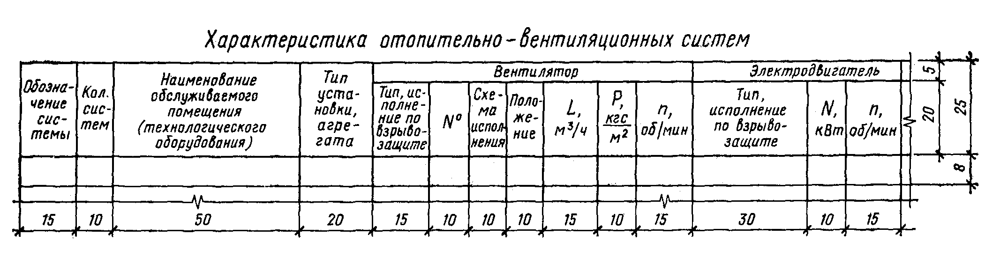 Характеристика отопительно-вентиляционных систем
Обозна-
чение
сис-
темы
Кол.
сис-
тем
Наименование
обслуживаемого
помещения
(технологического
оборудования)
Тип
уста-
новки,
агре-
гата
Вентилятор
Тип, ис-
полне-
ние по
взрыво-
защите
№
Схе-
ма
испол-
нения
Поло-
же-
ние
L,
м³/ч
P,
кгс
м²
n,
об/мин
Электродвигатель
Тип,
исполнение
по взрыво-
защите
N,
кВт
n,
об/мин
5
20
25
8
15 10 50 20 15 10 10 10 15 10 15 30 10 15